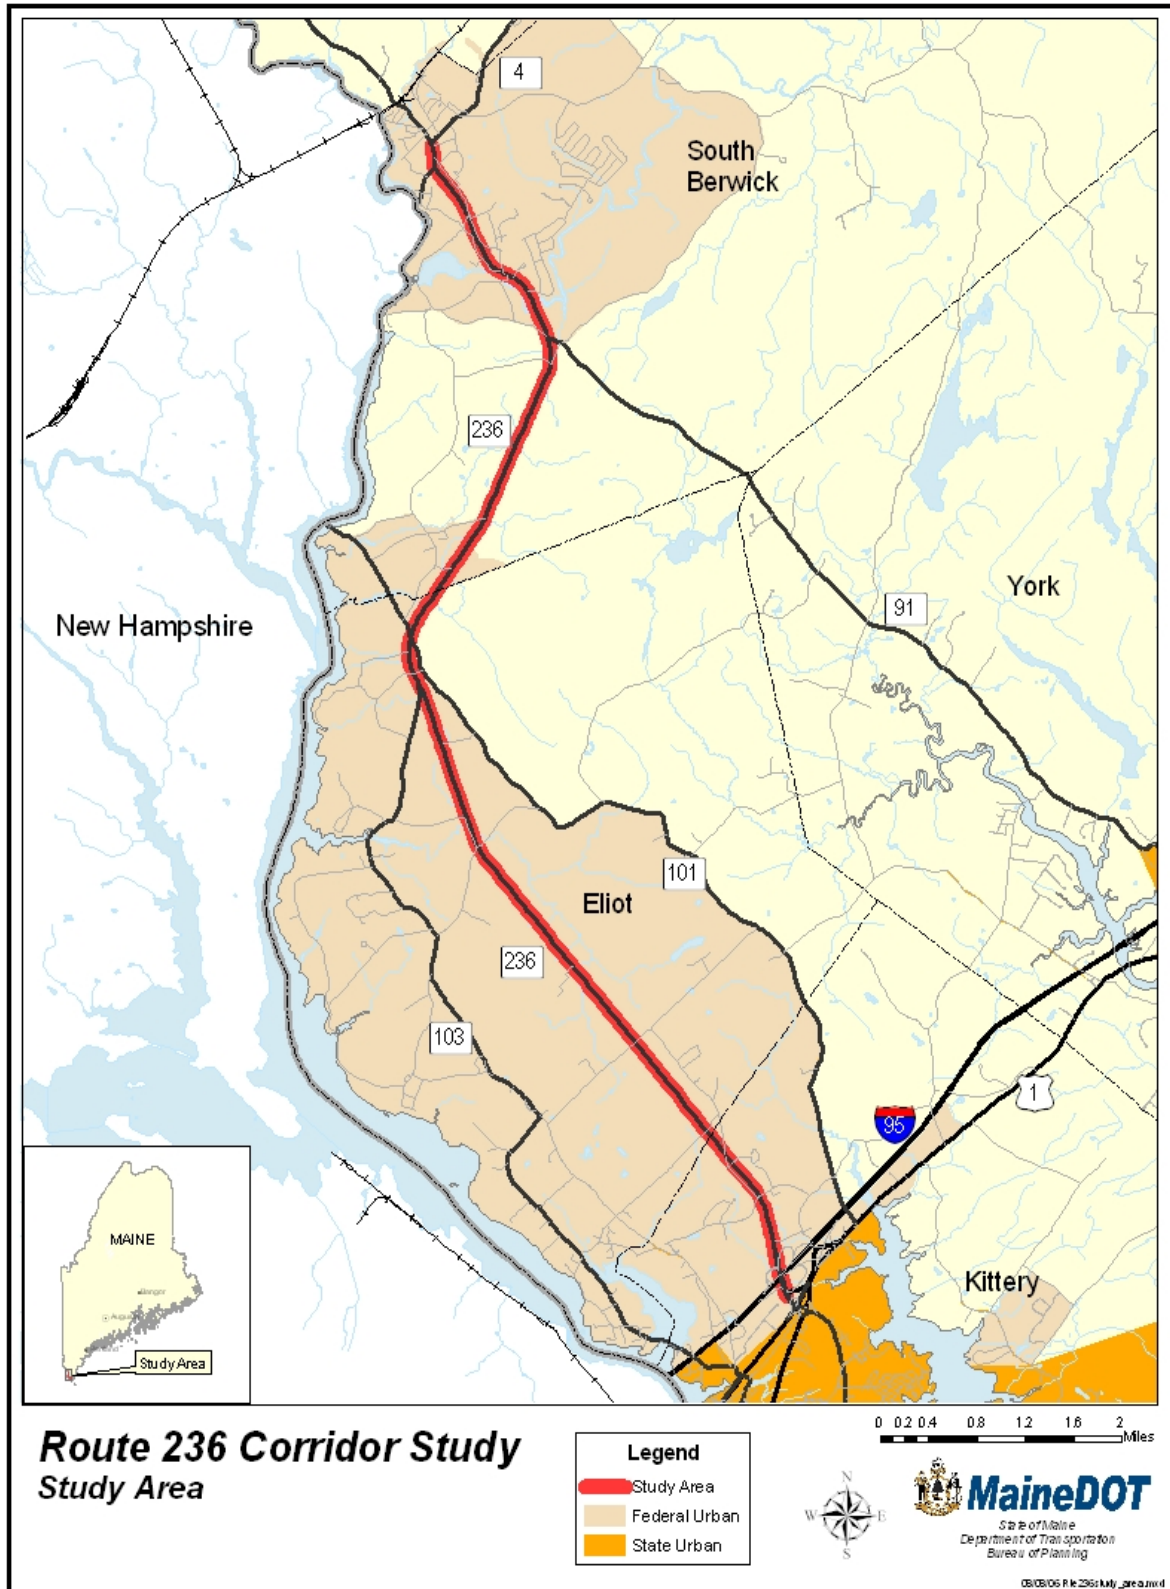 4
South
Berwick
236
91
York
New Hampshire
101
Eliot
236
103
1
95
MAINE
Bangor
Study Area
Kittery
Route 236 Corridor Study
Study Area
Legend
Study Area
Federal Urban
State Urban
0 0.2 0.4 0.8 1.2 1.6 2
Miles
N
W E
S
MaineDOT
State of Maine
Department of Transportation
Bureau of Planning